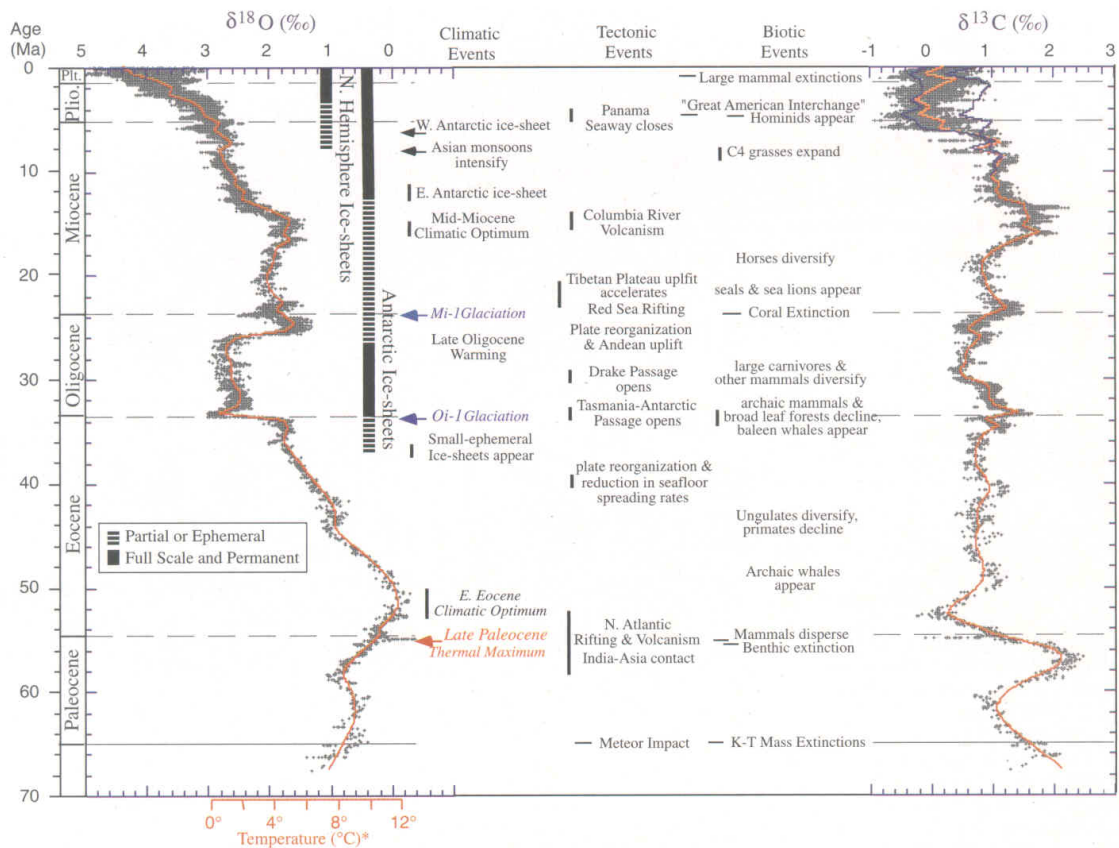 δ18O (‰)
Climatic
Events
Tectonic
Events
Biotic
Events
δ13C (‰)
Age
(Ma)
5 4 3 2 1 0
-1 0 1 2 3
0
10
20
30
40
50
60
70
Plt.
Plio.
Miocene
Oligocene
Eocene
Paleocene
N. Hemisphere Ice-sheets
Antarctic Ice-sheets
W. Antarctic ice-sheet
Asian monsoons
intensify
E. Antarctic ice-sheet
Mid-Miocene
Climatic Optimum
Mi-1Glaciation
Late Oligocene
Warming
Oi-1 Glaciation
Small-ephemeral
Ice-sheets appear
E. Eocene
Climatic Optimum
Late Paleocene
Thermal Maximum
Panama
Seaway closes
Columbia River
Volcanism
Tibetan Plateau uplfit
accelerates
Red Sea Rifting
Plate reorganization
& Andean uplift
Drake Passage
opens
Tasmania-Antarctic
Passage opens
plate reorganization &
reduction in seafloor
spreading rates
N. Atlantic
Rifting & Volcanism
India-Asia contact
Meteor Impact
Large mammal extinctions
"Great American Interchange"
Hominids appear
C4 grasses expand
Horses diversify
seals & sea lions appear
Coral Extinction
large carnivores &
other mammals diversify
archaic mammals &
broad leaf forests decline,
baleen whales appear
Ungulates diversify,
primates decline
Archaic whales
appear
Mammals disperse
Benthic extinction
K-T Mass Extinctions
Partial or Ephemeral
Full Scale and Permanent
0° 4° 8° 12°
Temperature (°C)*